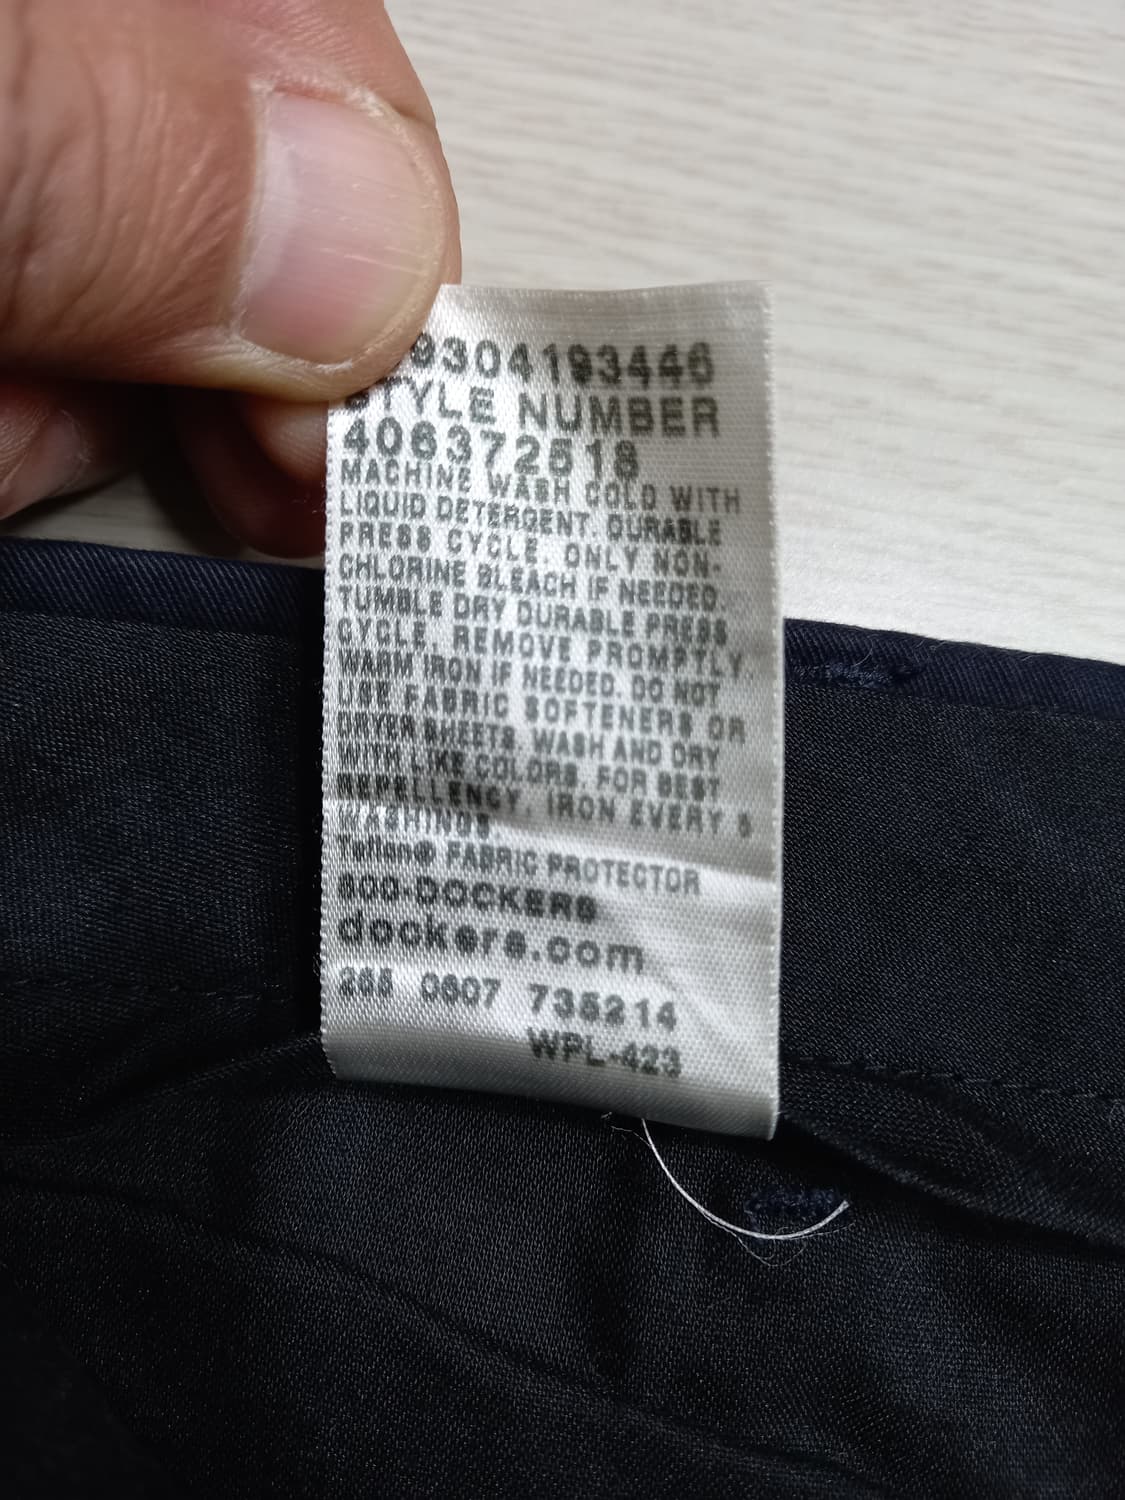 9304193446
STYLE NUMBER
406372518
MACHINE WASH COLD WITH
LIQUID DETERGENT. DURABLE
PRESS CYCLE. ONLY NON-
CHLORINE BLEACH IF NEEDED.
TUMBLE DRY DURABLE PRESS
CYCLE. REMOVE PROMPTLY.
WARM IRON IF NEEDED. DO NOT
USE FABRIC SOFTENERS OR
DRYER SHEETS. WASH AND DRY
WITH LIKE COLORS. FOR BEST
REPELLENCY, IRON EVERY 5
WASHINGS.
Teflon® FABRIC PROTECTOR
800-DOCKERS
dockers.com
265 0607 735214
WPL-423